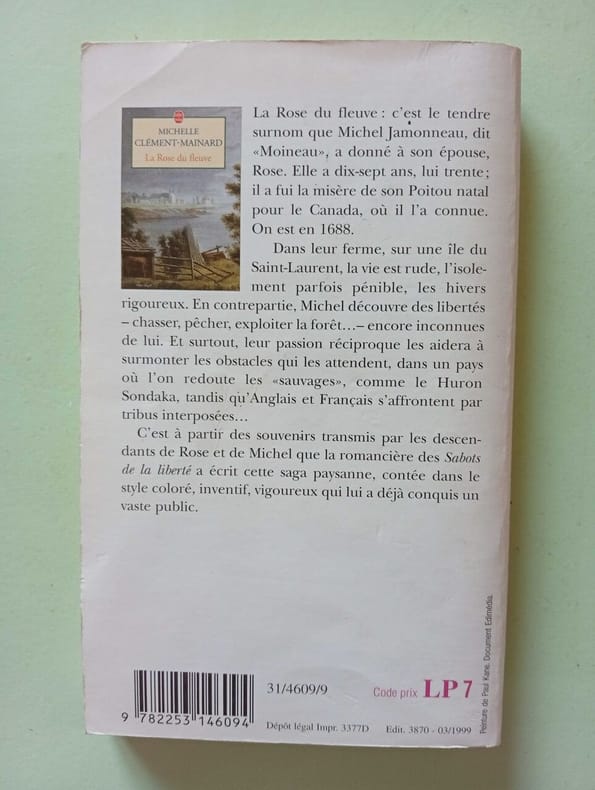 MICHELLE
CLÉMENT-MAINARD
La Rose du fleuve
La Rose du fleuve : c'est le tendre
surnom que Michel Jamonneau, dit
«Moineau», a donné à son épouse,
Rose. Elle a dix-sept ans, lui trente ;
il a fui la misère de son Poitou natal
pour le Canada, où il l'a connue.
On est en 1688.
Dans leur ferme, sur une île du
Saint-Laurent, la vie est rude, l'isole-
ment parfois pénible, les hivers
rigoureux. En contrepartie, Michel découvre des libertés
– chasser, pêcher, exploiter la forêt...– encore inconnues
de lui. Et surtout, leur passion réciproque les aidera à
surmonter les obstacles qui les attendent, dans un pays
où l'on redoute les «sauvages», comme le Huron
Sondaka, tandis qu'Anglais et Français s'affrontent par
tribus interposées...
C'est à partir des souvenirs transmis par les descen-
dants de Rose et de Michel que la romancière des Sabots
de la liberté a écrit cette saga paysanne, contée dans le
style coloré, inventif, vigoureux qui lui a déjà conquis un
vaste public.
9 782253 146094
31/4609/9
Code prix LP 7
Dépôt légal Impr. 3377D Edit. 3870 - 03/1999
Peinture de Paul Kane. Document Edimédia.